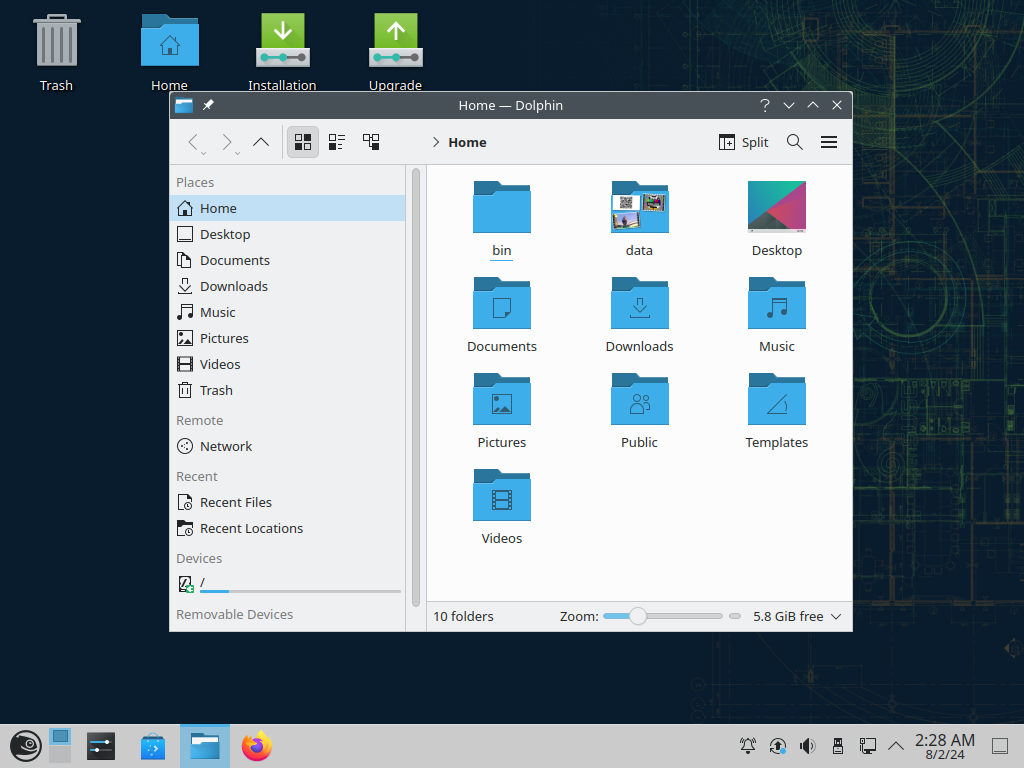 Trash
Home
Installation
Upgrade
Home — Dolphin
Home
Split
Places
Home
Desktop
Documents
Downloads
Music
Pictures
Videos
Trash
Remote
Network
Recent
Recent Files
Recent Locations
Devices
/
Removable Devices
bin
data
Desktop
Documents
Downloads
Music
Pictures
Public
Templates
Videos
10 folders
Zoom:
5.8 GiB free
2:28 AM
8/2/24